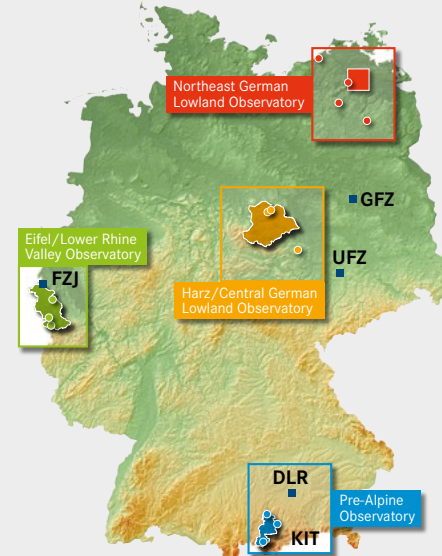 Northeast German
Lowland Observatory
GFZ
Eifel/Lower Rhine
Valley Observatory
UFZ
FZJ
Harz/Central German
Lowland Observatory
DLR
Pre-Alpine
Observatory
KIT